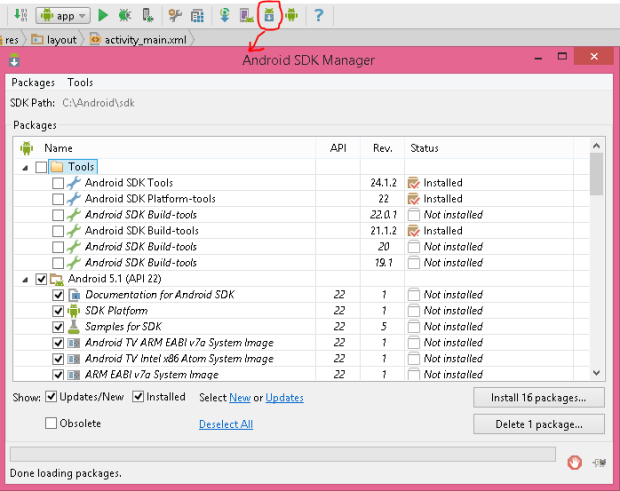 app
res layout activity_main.xml
Android SDK Manager
Packages Tools
SDK Path: C:\Android\sdk
Packages
Name API Rev. Status
Tools
Android SDK Tools 24.1.2 Installed
Android SDK Platform-tools 22 Installed
Android SDK Build-tools 22.0.1 Not installed
Android SDK Build-tools 21.1.2 Installed
Android SDK Build-tools 20 Not installed
Android SDK Build-tools 19.1 Not installed
Android 5.1 (API 22)
Documentation for Android SDK 22 1 Not installed
SDK Platform 22 1 Not installed
Samples for SDK 22 5 Not installed
Android TV ARM EABI v7a System Image 22 1 Not installed
Android TV Intel x86 Atom System Image 22 1 Not installed
ARM EABI v7a System Image 22 1 Not installed
Show: Updates/New Installed Select New or Updates Install 16 packages...
Obsolete Deselect All Delete 1 package...
Done loading packages.